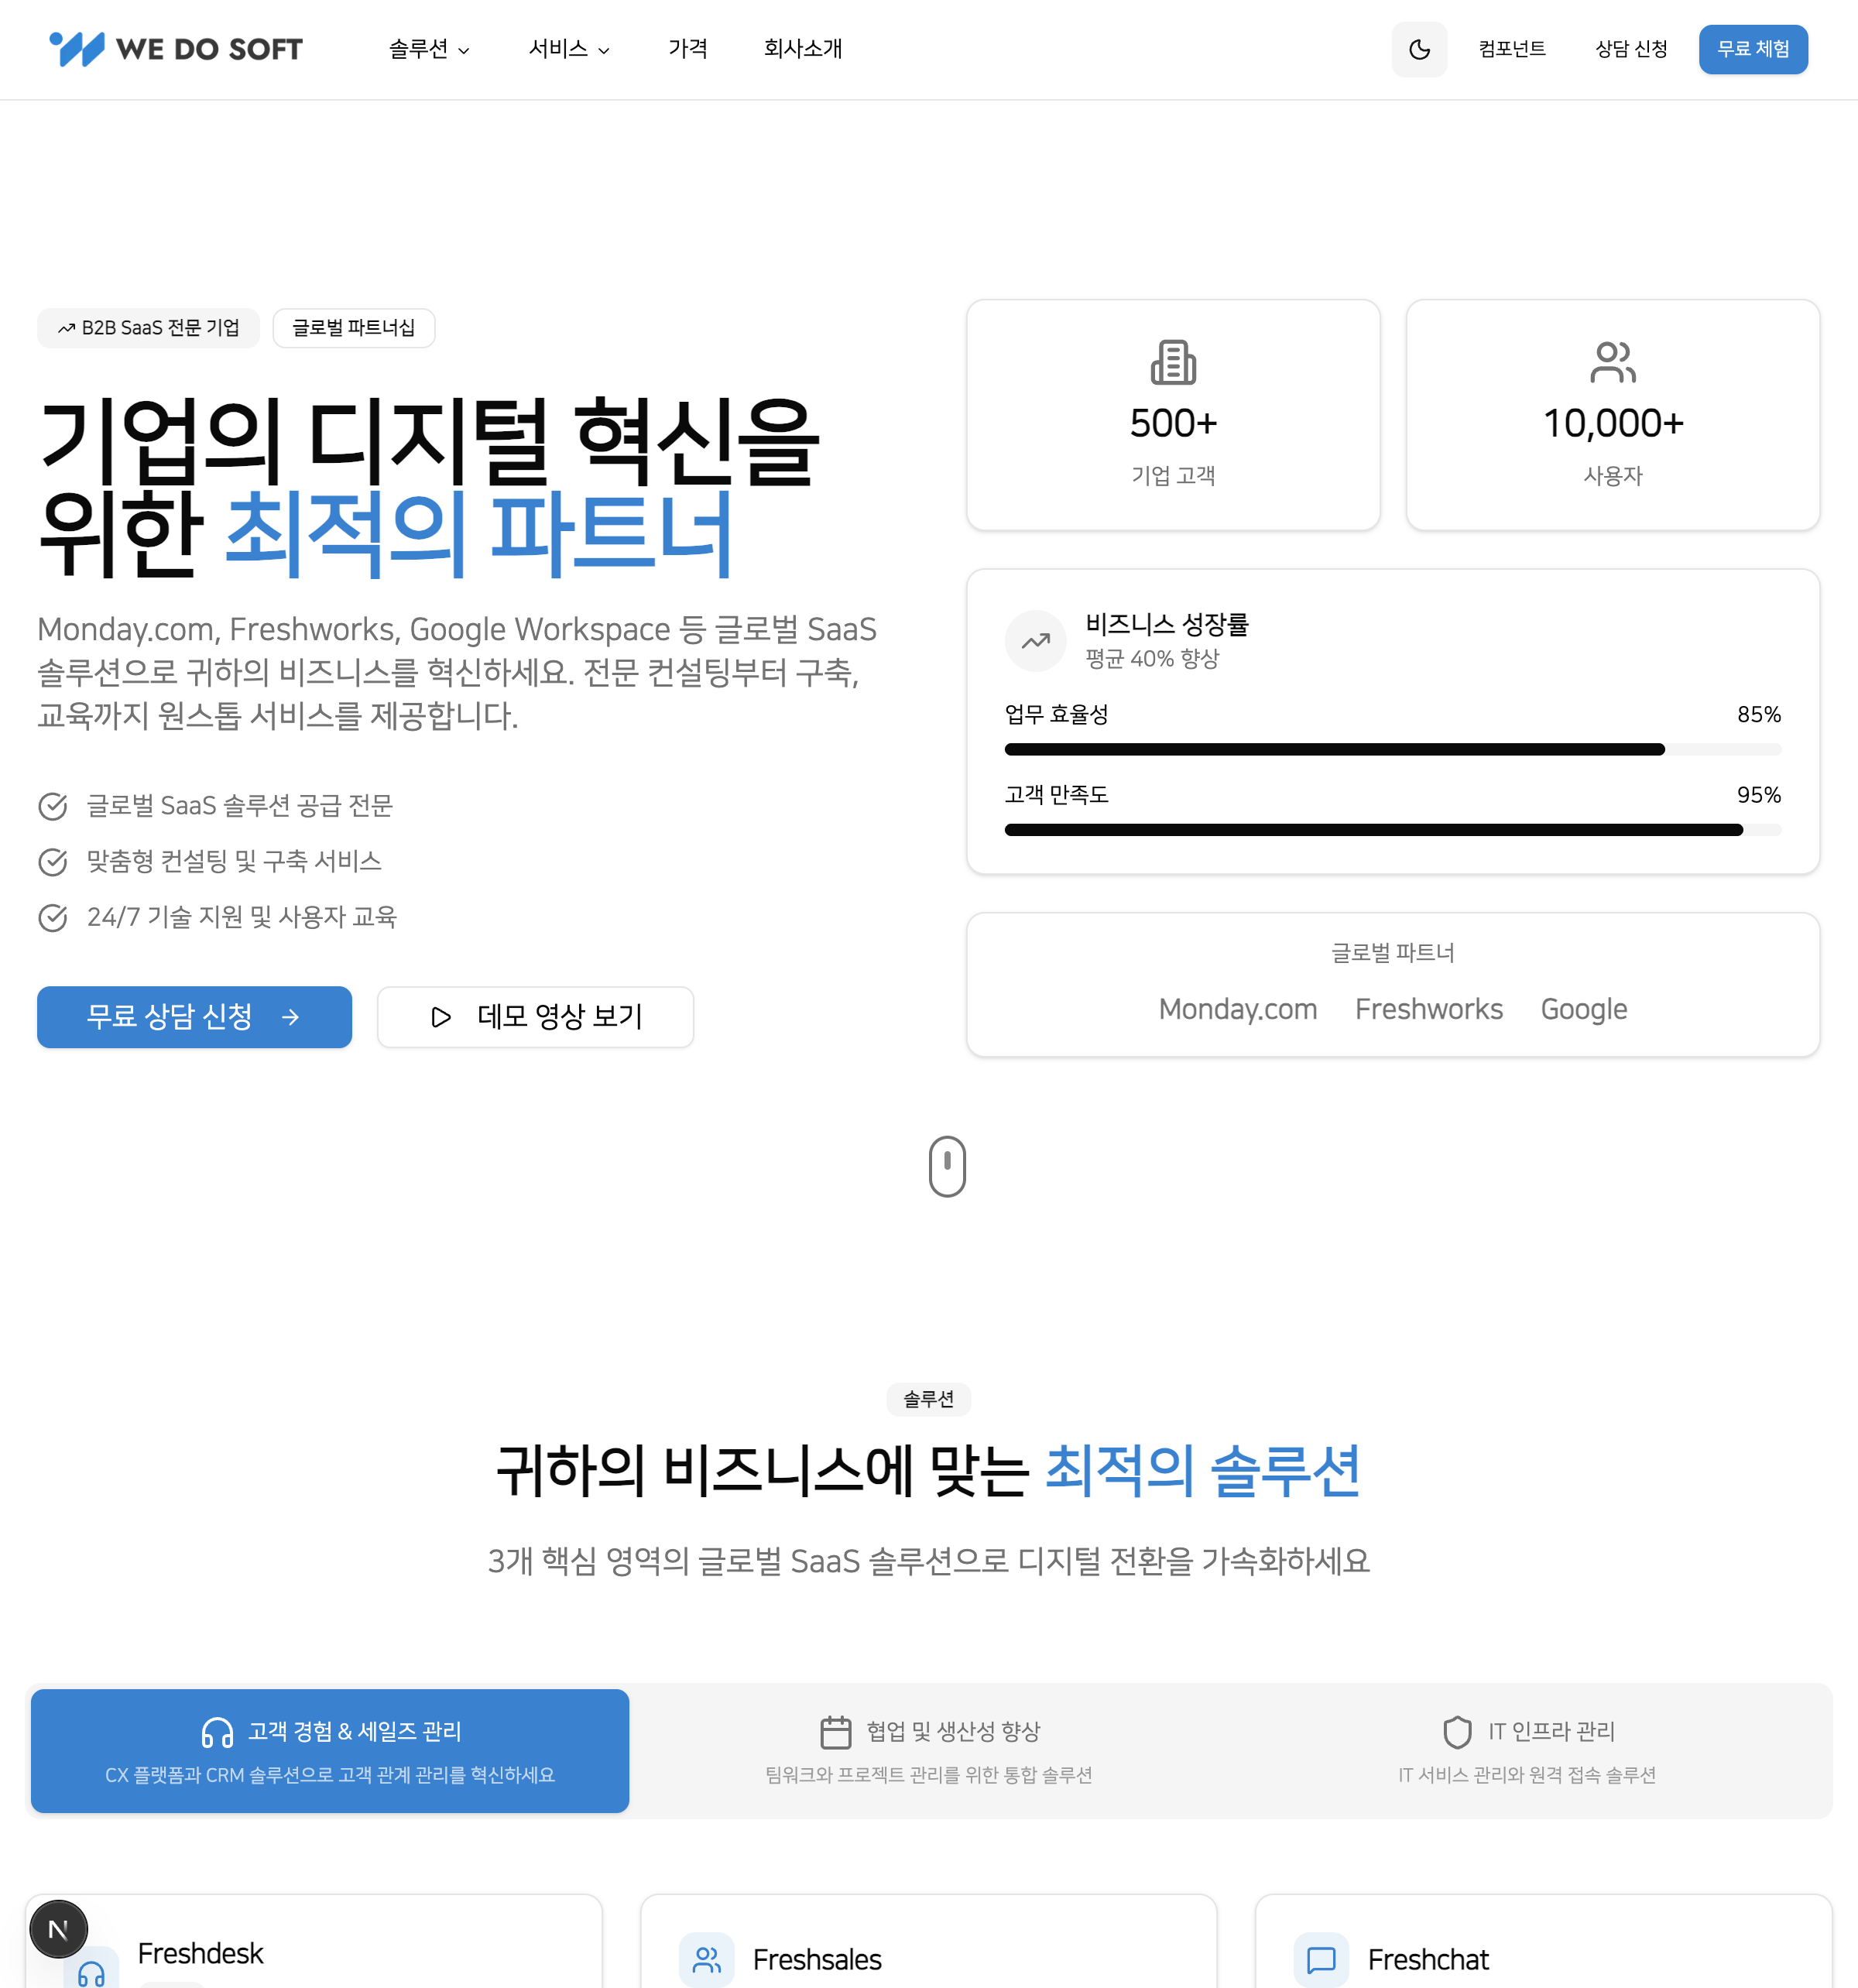 WE DO SOFT
솔루션
서비스
가격
회사소개
컴포넌트
상담 신청
무료 체험
B2B SaaS 전문 기업
글로벌 파트너십
기업의 디지털 혁신을
위한 최적의 파트너
Monday.com, Freshworks, Google Workspace 등 글로벌 SaaS
솔루션으로 귀하의 비즈니스를 혁신하세요. 전문 컨설팅부터 구축,
교육까지 원스톱 서비스를 제공합니다.
글로벌 SaaS 솔루션 공급 전문
맞춤형 컨설팅 및 구축 서비스
24/7 기술 지원 및 사용자 교육
무료 상담 신청
데모 영상 보기
500+
기업 고객
10,000+
사용자
비즈니스 성장률
평균 40% 향상
업무 효율성 85%
고객 만족도 95%
글로벌 파트너
Monday.com Freshworks Google
솔루션
귀하의 비즈니스에 맞는 최적의 솔루션
3개 핵심 영역의 글로벌 SaaS 솔루션으로 디지털 전환을 가속화하세요
고객 경험 & 세일즈 관리
CX 플랫폼과 CRM 솔루션으로 고객 관계 관리를 혁신하세요
협업 및 생산성 향상
팀워크와 프로젝트 관리를 위한 통합 솔루션
IT 인프라 관리
IT 서비스 관리와 원격 접속 솔루션
N
Freshdesk
Freshsales
Freshchat